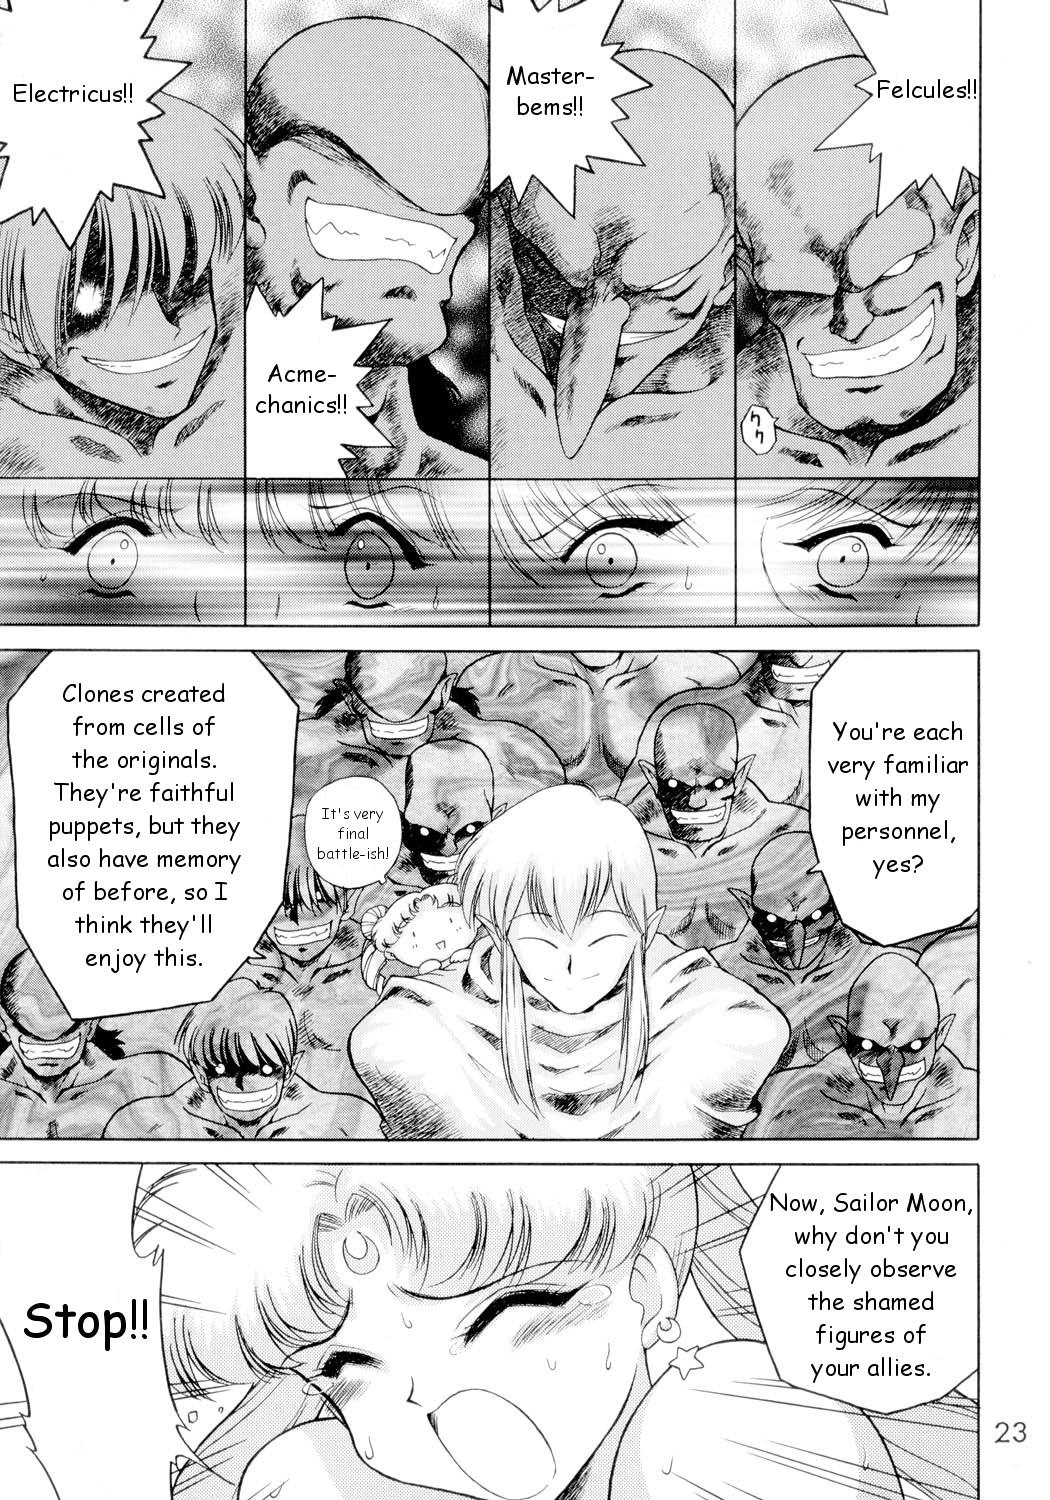 Felcules!!
Master-
bems!!
Acme-
chanics!!
Electricus!!
クク
You're each
very familiar
with my
personnel,
yes?
It's very
final
battle-ish!
Clones created
from cells of
the originals.
They're faithful
puppets, but they
also have memory
of before, so I
think they'll
enjoy this.
Now, Sailor Moon,
why don't you
closely observe
the shamed
figures of
your allies.
Stop!!
23